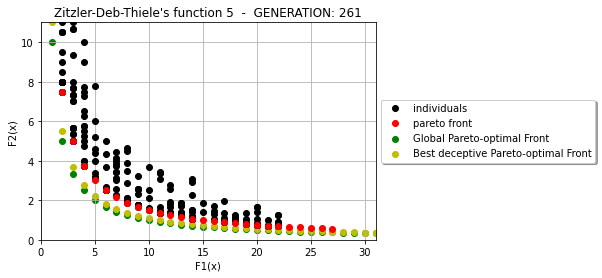 Zitzler-Deb-Thiele's function 5 - GENERATION: 261
10
8
6
4
2
0
F2(x)
0 5 10 15 20 25 30
F1(x)
individuals
pareto front
Global Pareto-optimal Front
Best deceptive Pareto-optimal Front